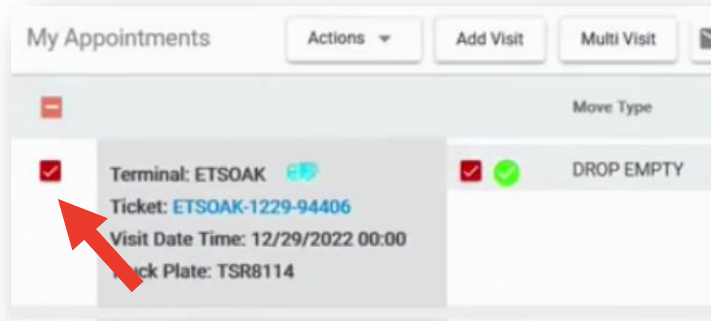 My Appointments Actions Add Visit Multi Visit
Move Type
Terminal: ETSOAK DROP EMPTY
Ticket: ETSOAK-1229-94406
Visit Date Time: 12/29/2022 00:00
Plate: TSR8114